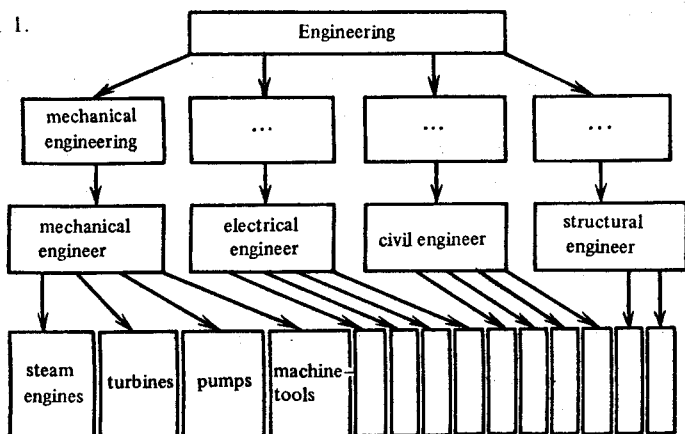 1.
Engineering
mechanical
engineering
...
...
...
mechanical
engineer
electrical
engineer
civil engineer
structural
engineer
steam
engines
turbines
pumps
machine-
tools